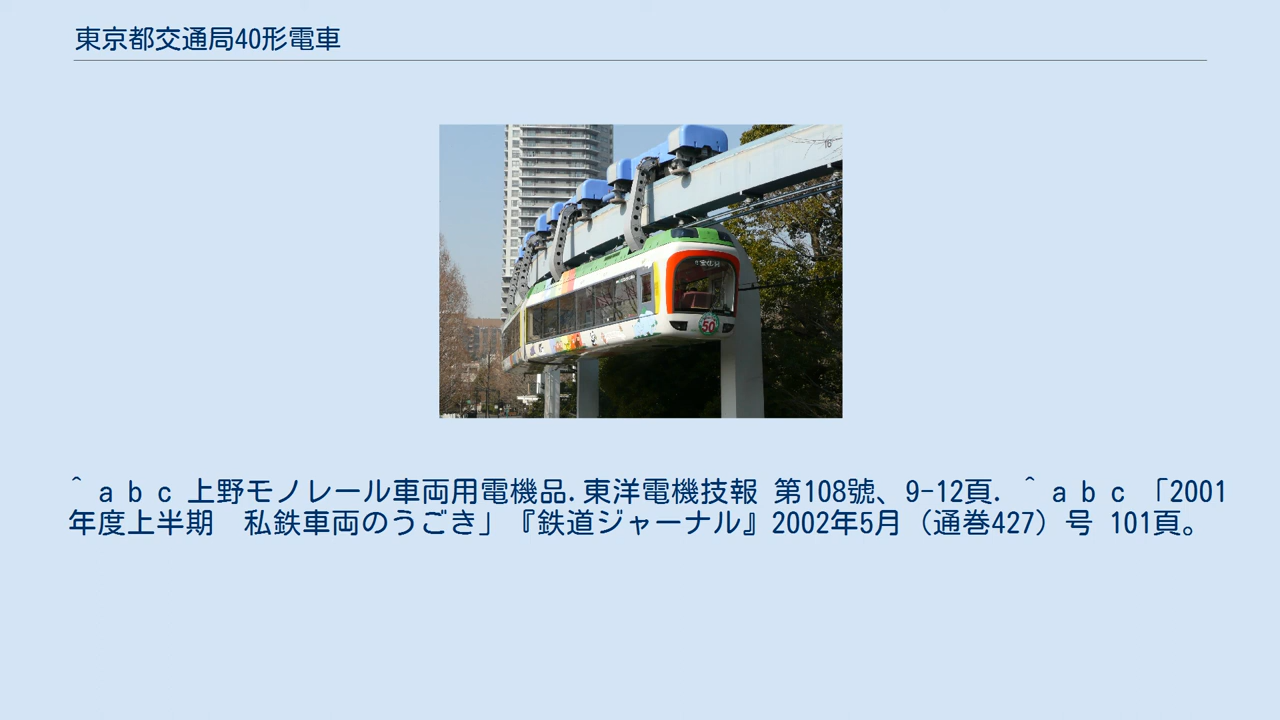 東京都交通局40形電車
16
50
^ a b c 上野モノレール車両用電機品.東洋電機技報 第108號、9-12頁. ^ a b c 「2001
年度上半期　私鉄車両のうごき」『鉄道ジャーナル』2002年5月（通巻427）号 101頁。